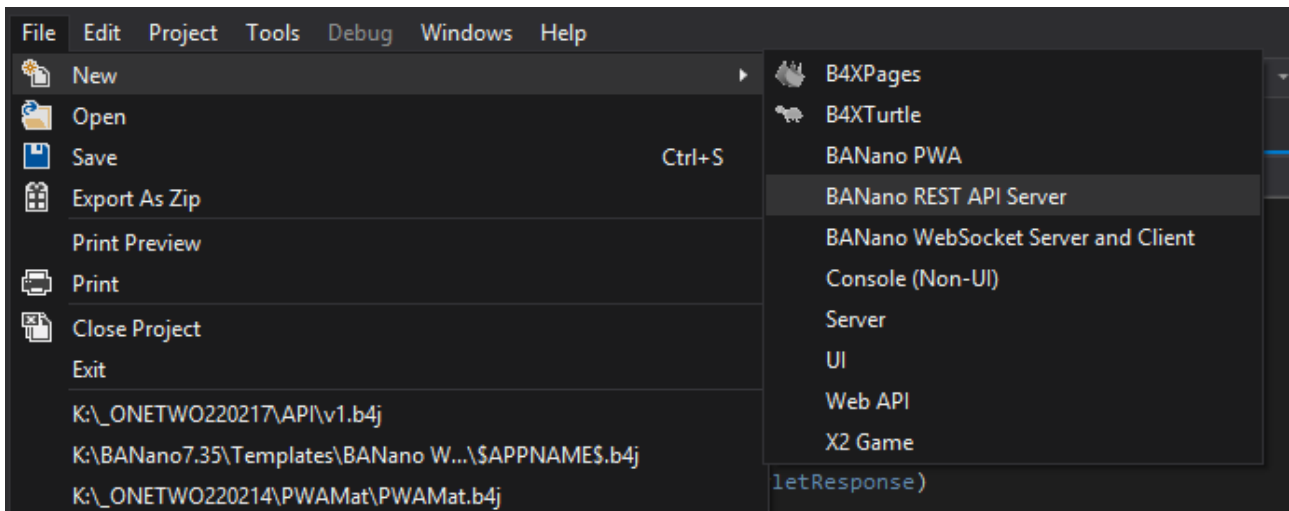 File Edit Project Tools Debug Windows Help
New
Open
Save Ctrl+S
Export As Zip
Print Preview
Print
Close Project
Exit
K:\_ONETWO220217\API\v1.b4j
K:\BANano7.35\Templates\BANano W...\$APPNAME$.b4j
K:\_ONETWO220214\PWAMat\PWAMat.b4j
B4XPages
B4XTurtle
BANano PWA
BANano REST API Server
BANano WebSocket Server and Client
Console (Non-UI)
Server
UI
Web API
X2 Game
letResponse)